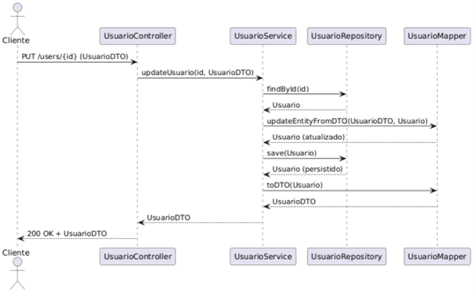 Cliente
UsuarioController
UsuarioService
UsuarioRepository
UsuarioMapper
PUT /users/{id} (UsuarioDTO)
updateUsuario(id, UsuarioDTO)
findById(id)
Usuario
updateEntityFromDTO(UsuarioDTO, Usuario)
Usuario (atualizado)
save(Usuario)
Usuario (persistido)
toDTO(Usuario)
UsuarioDTO
UsuarioDTO
200 OK + UsuarioDTO
Cliente
UsuarioController
UsuarioService
UsuarioRepository
UsuarioMapper